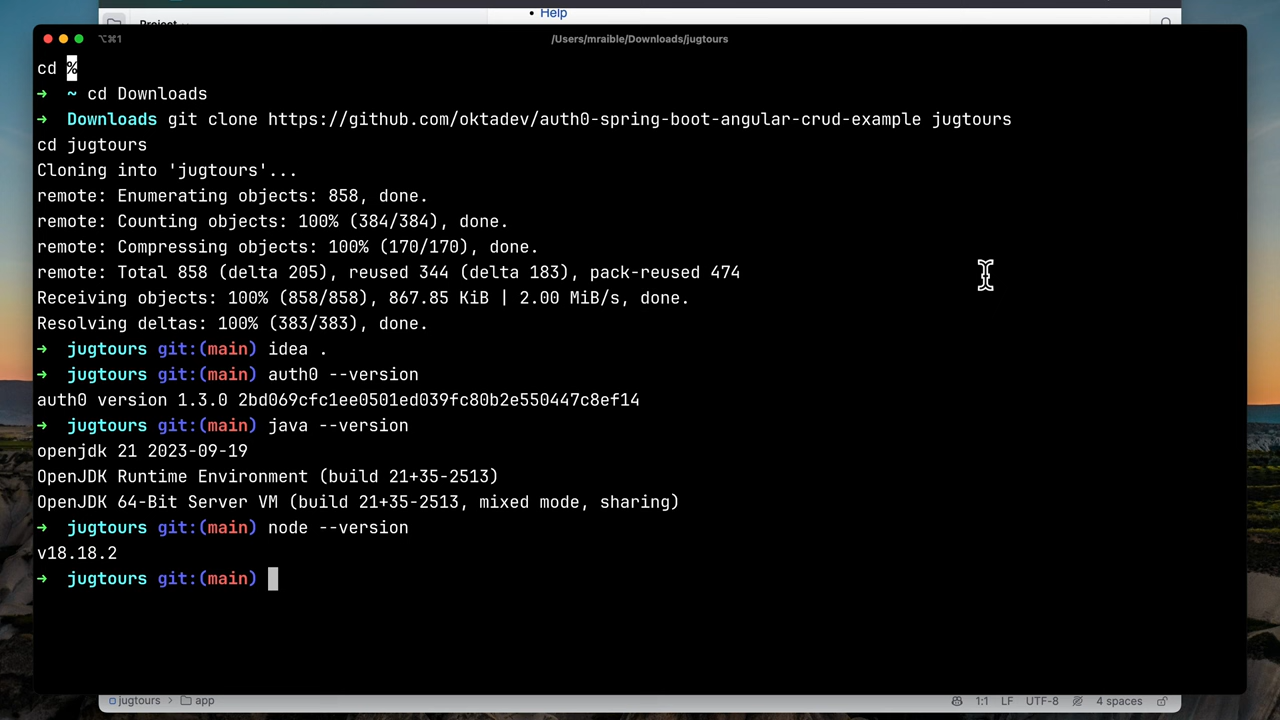 • Help
Project
⌥⌘1
/Users/mraible/Downloads/jugtours
cd %
→ ~ cd Downloads
→ Downloads git clone https://github.com/oktadev/auth0-spring-boot-angular-crud-example jugtours
cd jugtours
Cloning into 'jugtours'...
remote: Enumerating objects: 858, done.
remote: Counting objects: 100% (384/384), done.
remote: Compressing objects: 100% (170/170), done.
remote: Total 858 (delta 205), reused 344 (delta 183), pack-reused 474
Receiving objects: 100% (858/858), 867.85 KiB | 2.00 MiB/s, done.
Resolving deltas: 100% (383/383), done.
→ jugtours git:(main) idea .
→ jugtours git:(main) auth0 --version
auth0 version 1.3.0 2bd069cfc1ee0501ed039fc80b2e550447c8ef14
→ jugtours git:(main) java --version
openjdk 21 2023-09-19
OpenJDK Runtime Environment (build 21+35-2513)
OpenJDK 64-Bit Server VM (build 21+35-2513, mixed mode, sharing)
→ jugtours git:(main) node --version
v18.18.2
→ jugtours git:(main)
jugtours > app 1:1 LF UTF-8 4 spaces